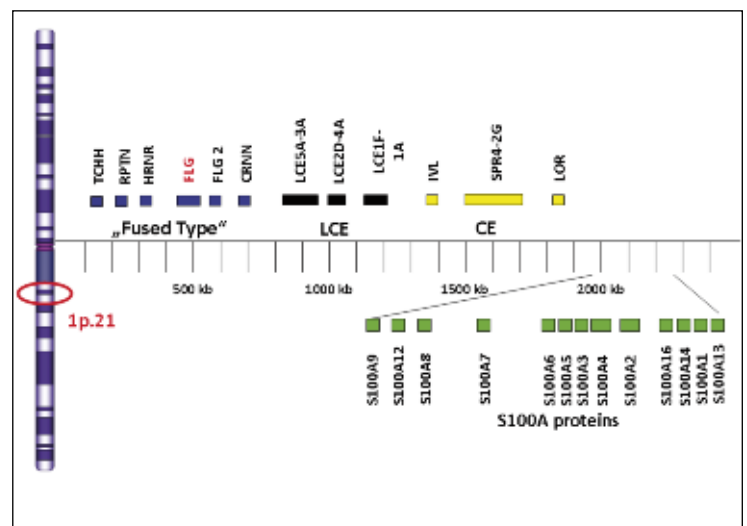 TCHH
RPTN
HRNR
FLG
FLG 2
CRNN
LCE5A-3A
LCE2D-4A
LCE1F-
1A
IVL
SPR4-2G
LOR
„Fused Type“
LCE
CE
500 kb
1000 kb
1500 kb
2000 kb
1p.21
S100A9
S100A12
S100A8
S100A7
S100A6
S100A5
S100A3
S100A4
S100A2
S100A16
S100A14
S100A1
S100A13
S100A proteins